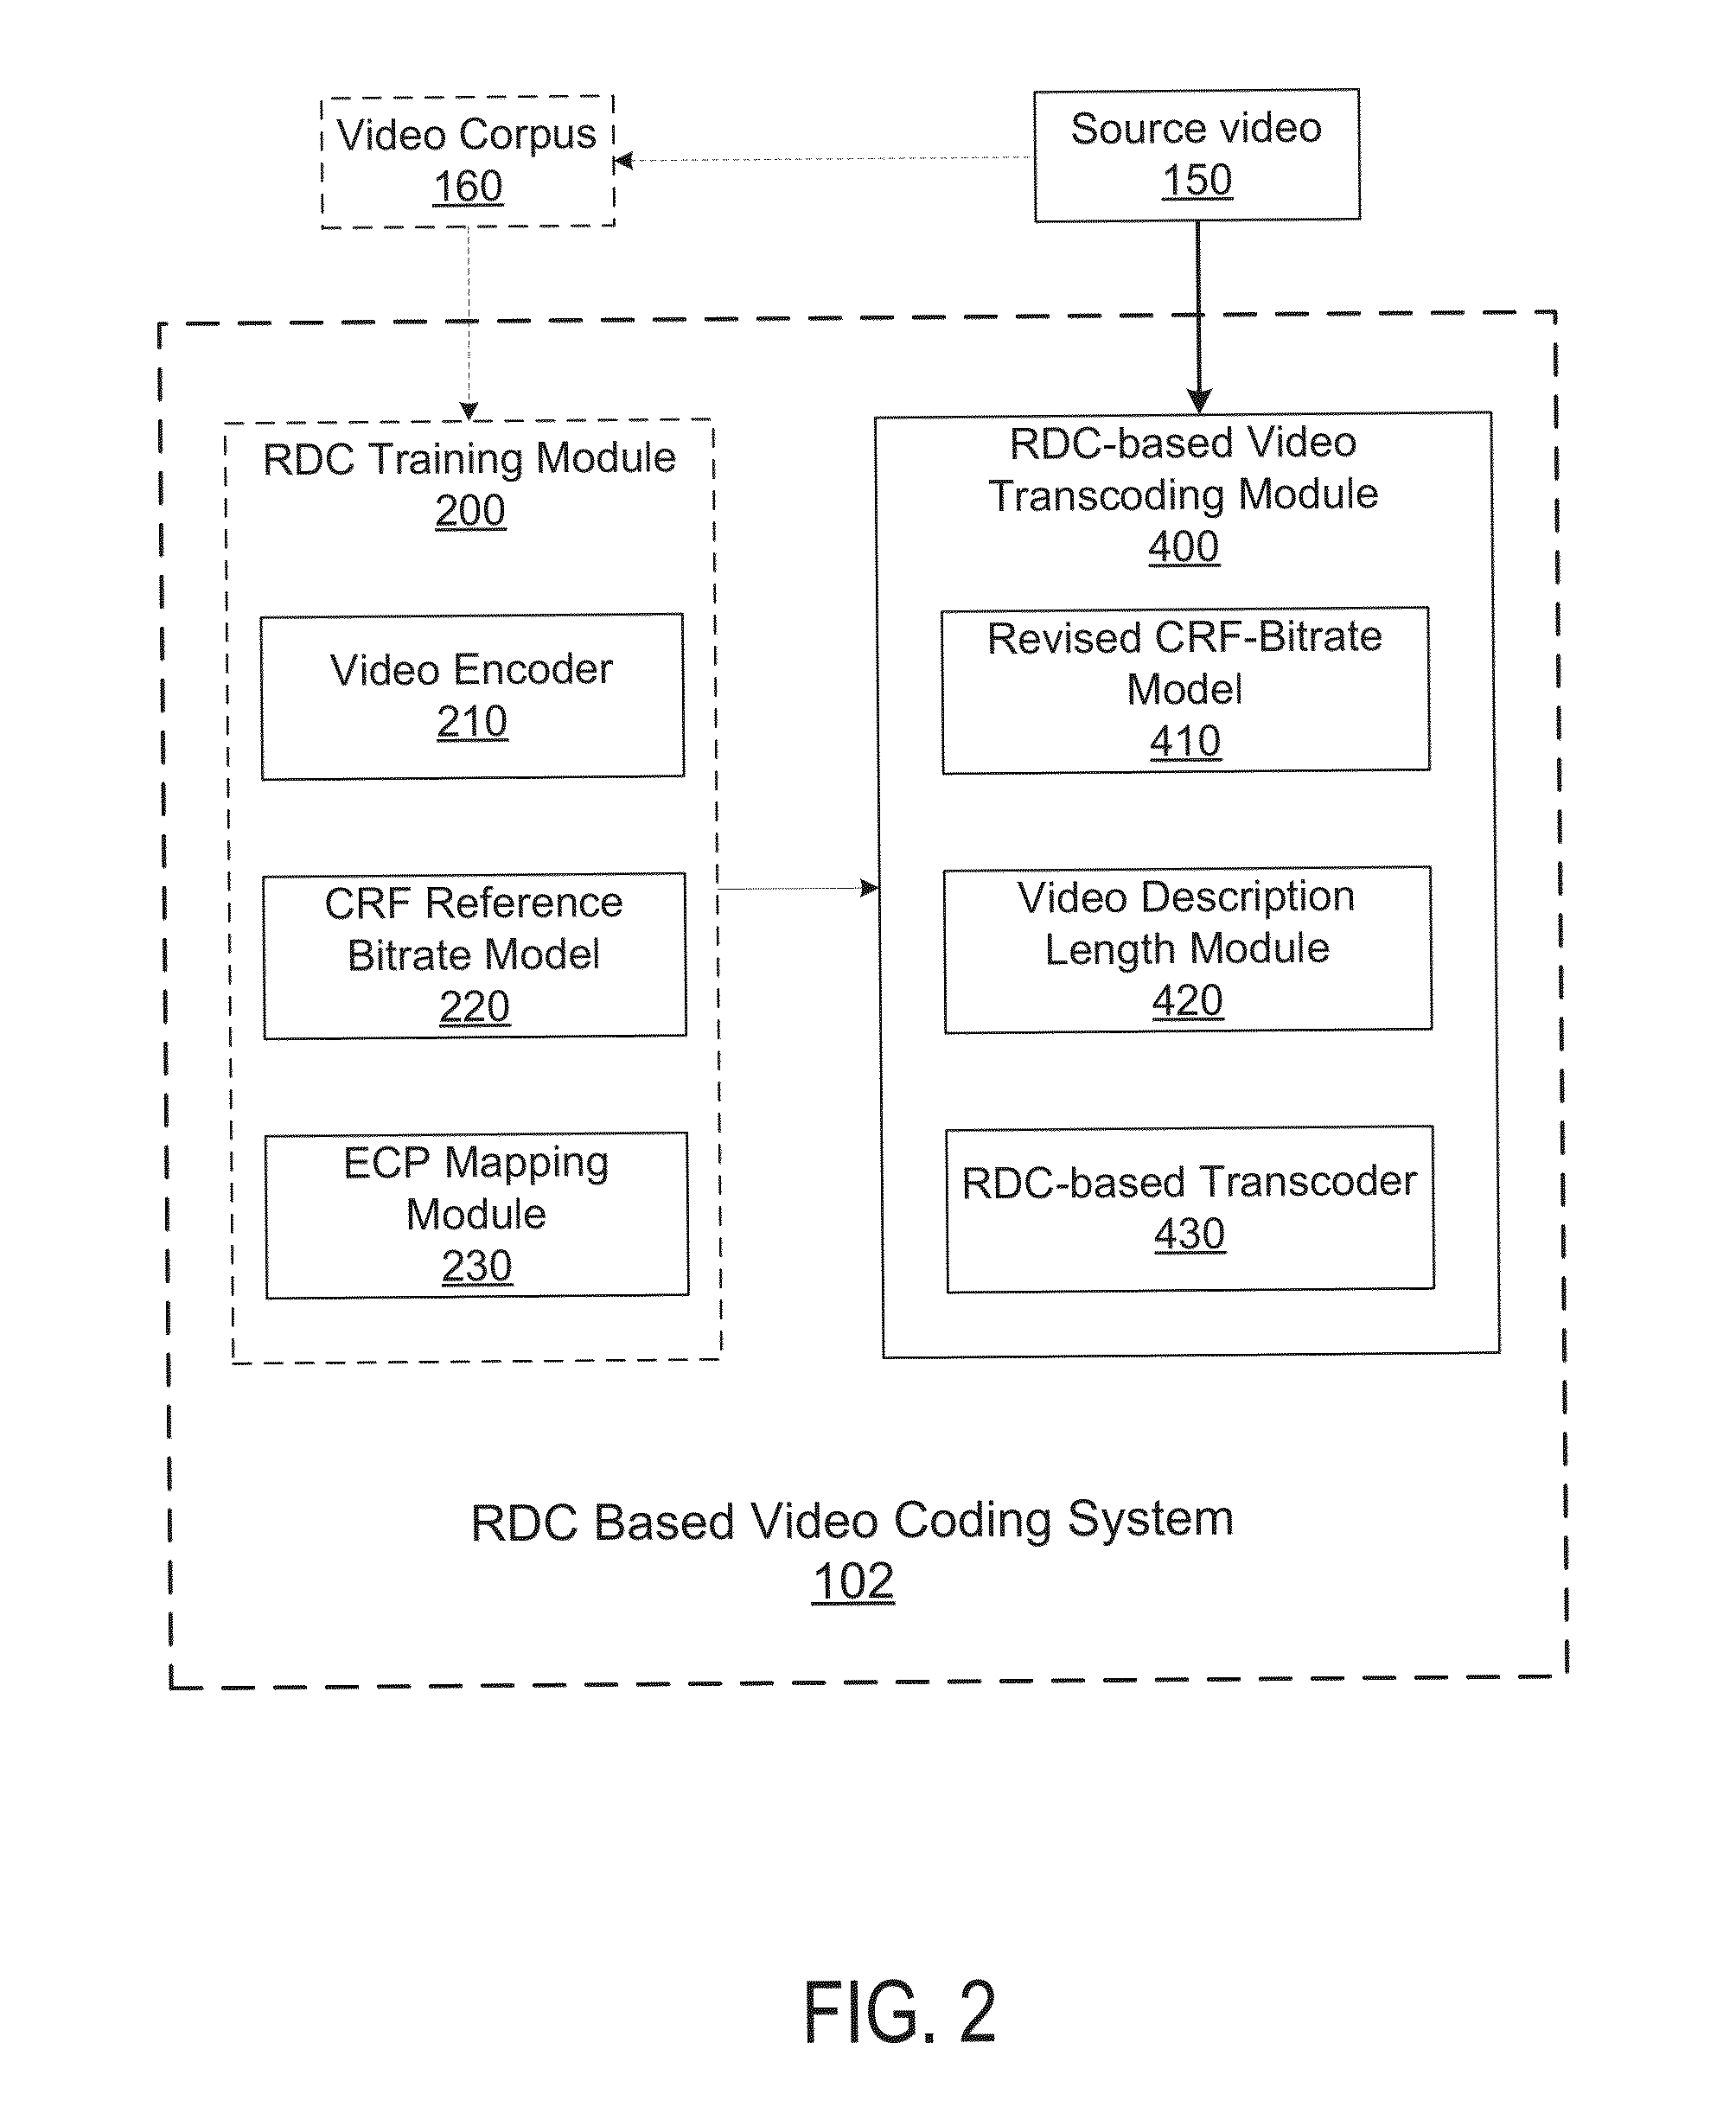 Video Corpus
160
Source video
150
RDC Training Module
200
Video Encoder
210
CRF Reference
Bitrate Model
220
ECP Mapping
Module
230
RDC-based Video
Transcoding Module
400
Revised CRF-Bitrate
Model
410
Video Description
Length Module
420
RDC-based Transcoder
430
RDC Based Video Coding System
102
FIG. 2